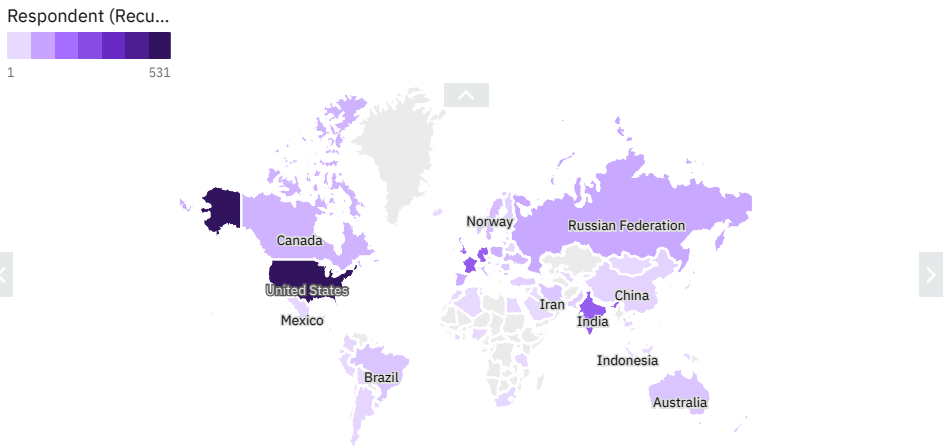 Respondent (Recu...
1 531
Norway
Russian Federation
Canada
United States
China
Iran
Mexico
India
Indonesia
Brazil
Australia